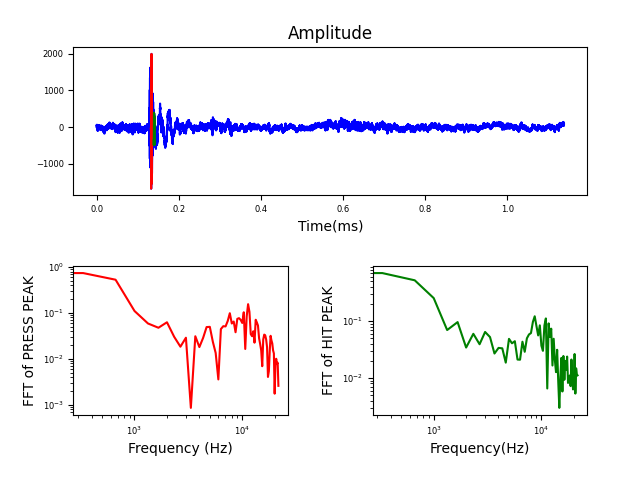 Amplitude
2000
1000
0
−1000
0.0 0.2 0.4 0.6 0.8 1.0
Time(ms)
FFT of PRESS PEAK
10⁰
10⁻¹
10⁻²
10⁻³
10³ 10⁴
Frequency (Hz)
FFT of HIT PEAK
10⁻¹
10⁻²
10³ 10⁴
Frequency(Hz)